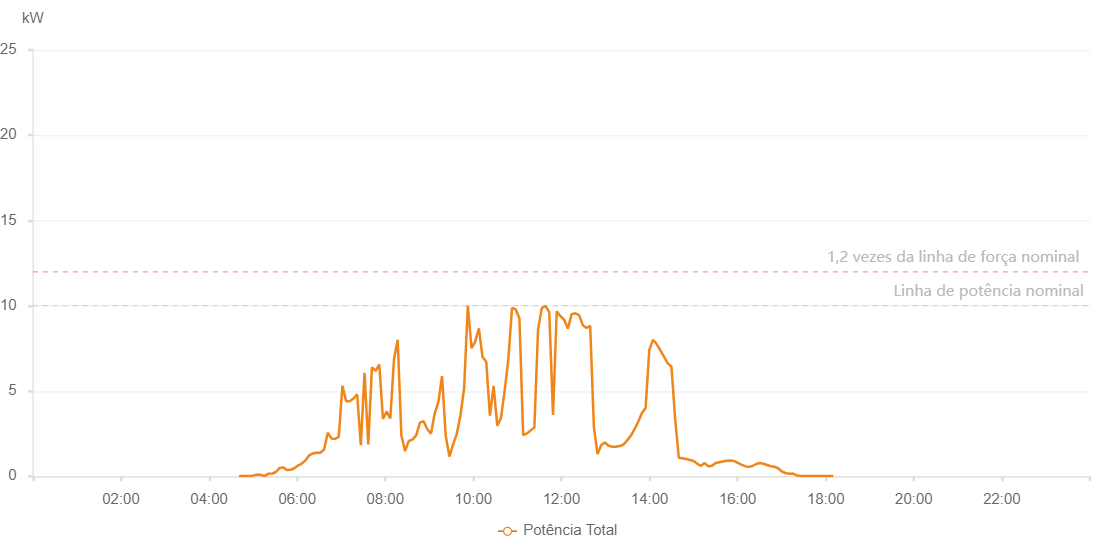 kW
25
20
1,2 vezes da linha de força nominal
15
Linha de potência nominal
10
5
0
02:00 04:00 06:00 08:00 10:00 12:00 14:00 16:00 18:00 20:00 22:00
Potência Total